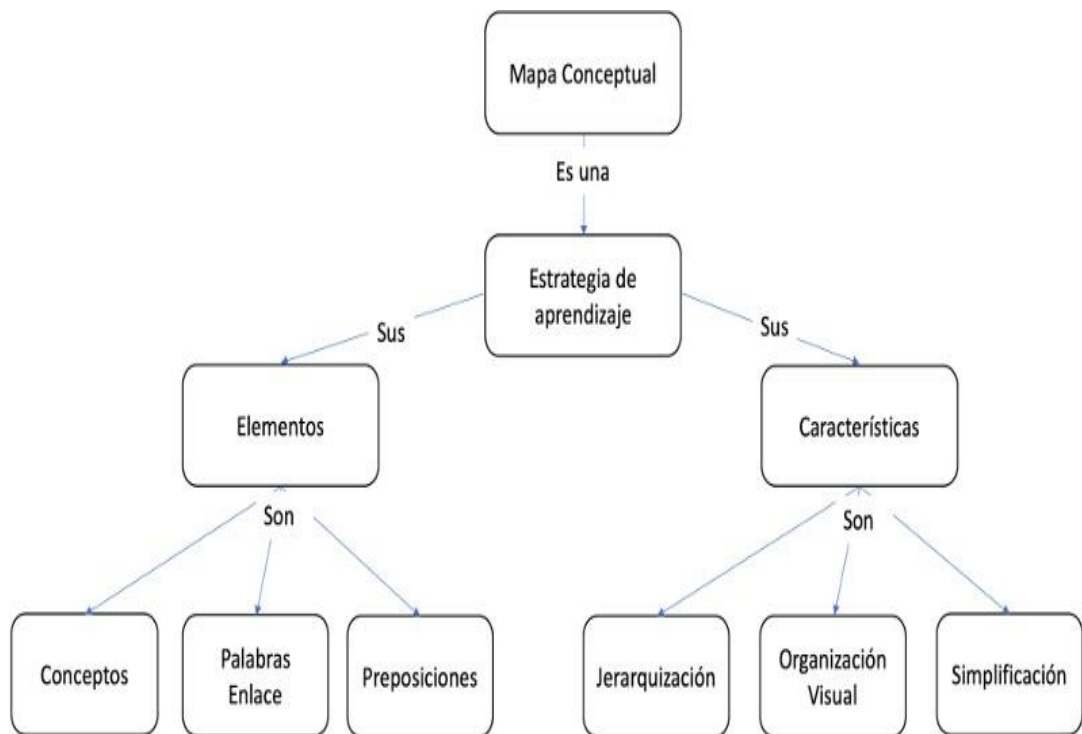 Mapa Conceptual
Es una
Estrategia de
aprendizaje
Sus
Sus
Elementos
Característísticas
Son
Son
Conceptos
Palabras
Enlace
Preposiciones
Jerarquización
Organización
Visual
Simplificación